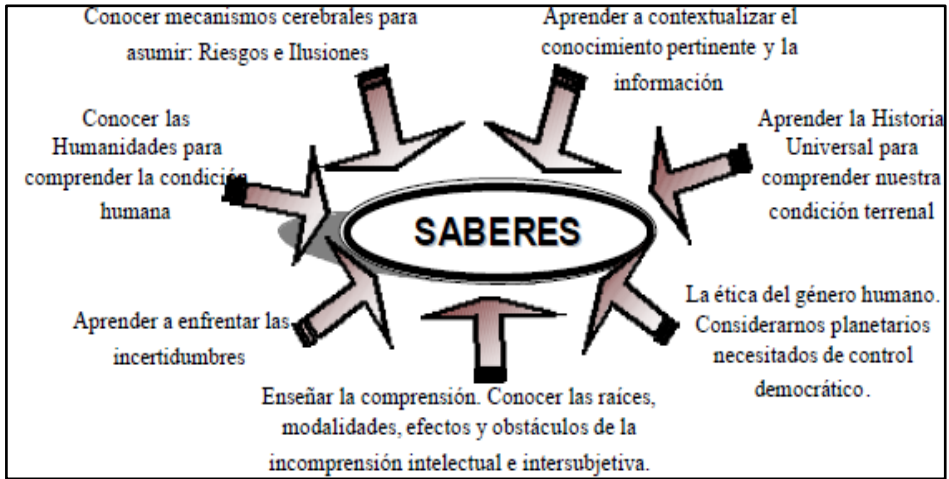 Conocer mecanismos cerebrales para
asumir: Riesgos e Ilusiones
Aprender a contextualizar el
conocimiento pertinente y la
información
Conocer las
Humanidades para
comprender la condición
humana
Aprender la Historia
Universal para
comprender nuestra
condición terrenal
SABERES
Aprender a enfrentar las
incertidumbres
La ética del género humano.
Considerarnos planetarios
necesitados de control
democrático.
Enseñar la comprensión. Conocer las raíces,
modalidades, efectos y obstáculos de la
incomprensión intelectual e intersubjetiva.